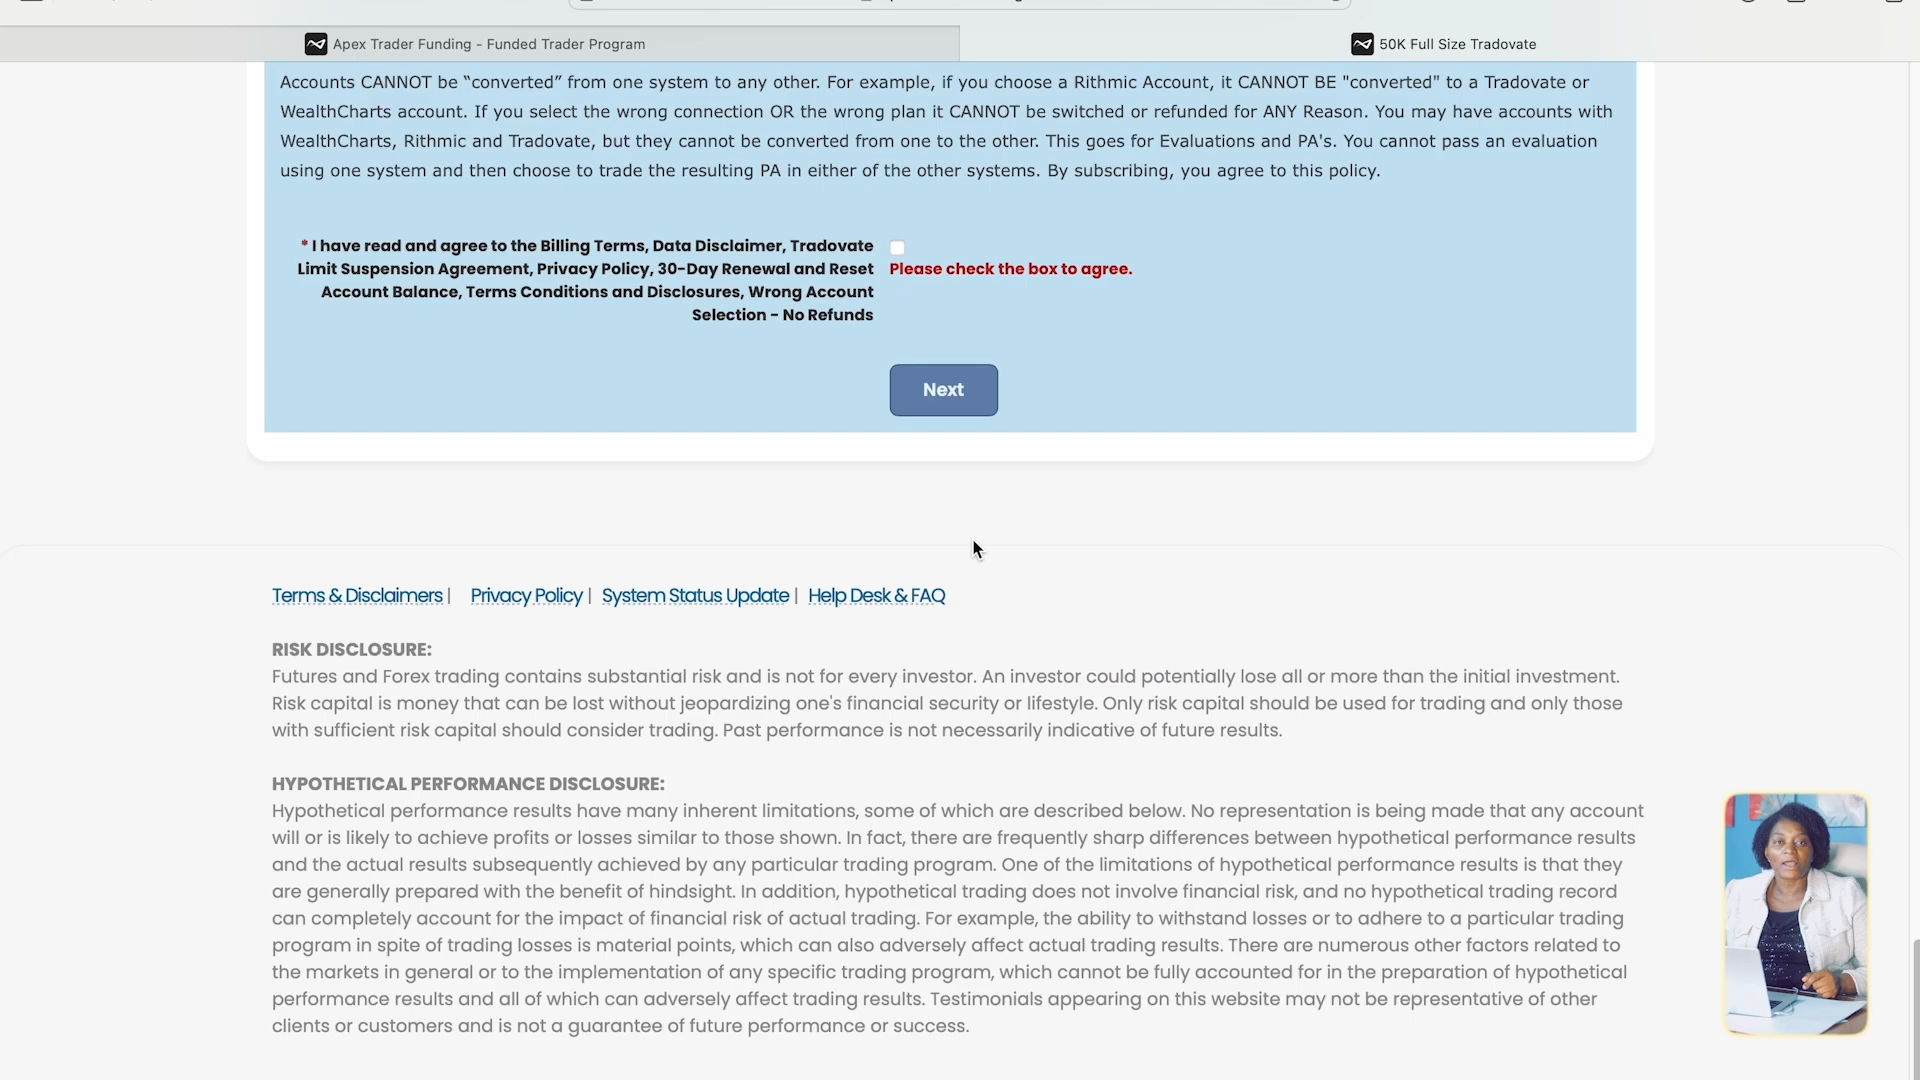 Apex Trader Funding - Funded Trader Program
50K Full Size Tradovate
Accounts CANNOT be “converted” from one system to any other. For example, if you choose a Rithmic Account, it CANNOT BE "converted" to a Tradovate or
WealthCharts account. If you select the wrong connection OR the wrong plan it CANNOT be switched or refunded for ANY Reason. You may have accounts with
WealthCharts, Rithmic and Tradovate, but they cannot be converted from one to the other. This goes for Evaluations and PA's. You cannot pass an evaluation
using one system and then choose to trade the resulting PA in either of the other systems. By subscribing, you agree to this policy.
* I have read and agree to the Billing Terms, Data Disclaimer, Tradovate
Limit Suspension Agreement, Privacy Policy, 30-Day Renewal and Reset
Account Balance, Terms Conditions and Disclosures, Wrong Account
Selection - No Refunds
Please check the box to agree.
Next
Terms & Disclaimers | Privacy Policy | System Status Update | Help Desk & FAQ
RISK DISCLOSURE:
Futures and Forex trading contains substantial risk and is not for every investor. An investor could potentially lose all or more than the initial investment.
Risk capital is money that can be lost without jeopardizing one's financial security or lifestyle. Only risk capital should be used for trading and only those
with sufficient risk capital should consider trading. Past performance is not necessarily indicative of future results.
HYPOTHETICAL PERFORMANCE DISCLOSURE:
Hypothetical performance results have many inherent limitations, some of which are described below. No representation is being made that any account
will or is likely to achieve profits or losses similar to those shown. In fact, there are frequently sharp differences between hypothetical performance results
and the actual results subsequently achieved by any particular trading program. One of the limitations of hypothetical performance results is that they
are generally prepared with the benefit of hindsight. In addition, hypothetical trading does not involve financial risk, and no hypothetical trading record
can completely account for the impact of financial risk of actual trading. For example, the ability to withstand losses or to adhere to a particular trading
program in spite of trading losses is material points, which can also adversely affect actual trading results. There are numerous other factors related to
the markets in general or to the implementation of any specific trading program, which cannot be fully accounted for in the preparation of hypothetical
performance results and all of which can adversely affect trading results. Testimonials appearing on this website may not be representative of other
clients or customers and is not a guarantee of future performance or success.